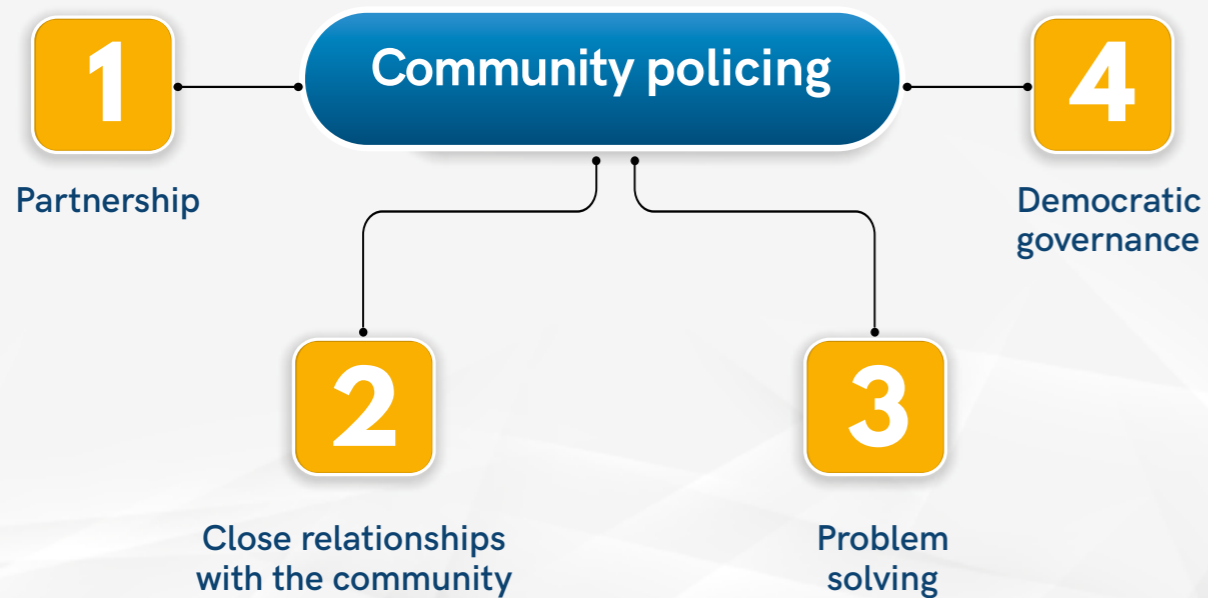 Community policing
1
Partnership
2
Close relationships
with the community
3
Problem
solving
4
Democratic
governance